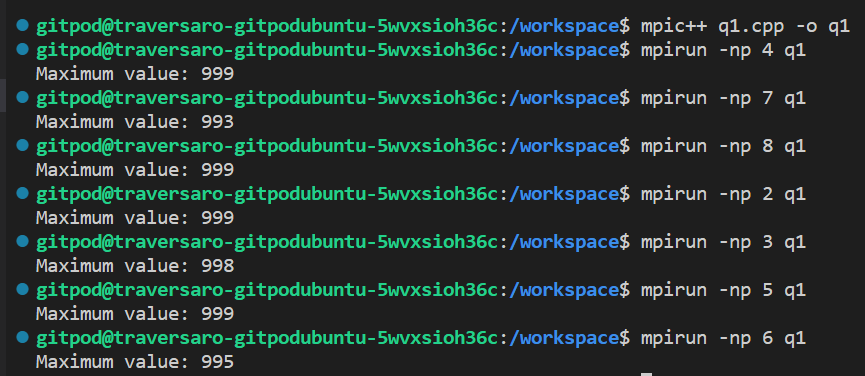 gitpod@traversaro-gitpodubuntu-5wvxsioh36c:/workspace$ mpic++ q1.cpp -o q1
gitpod@traversaro-gitpodubuntu-5wvxsioh36c:/workspace$ mpirun -np 4 q1
Maximum value: 999
gitpod@traversaro-gitpodubuntu-5wvxsioh36c:/workspace$ mpirun -np 7 q1
Maximum value: 993
gitpod@traversaro-gitpodubuntu-5wvxsioh36c:/workspace$ mpirun -np 8 q1
Maximum value: 999
gitpod@traversaro-gitpodubuntu-5wvxsioh36c:/workspace$ mpirun -np 2 q1
Maximum value: 999
gitpod@traversaro-gitpodubuntu-5wvxsioh36c:/workspace$ mpirun -np 3 q1
Maximum value: 998
gitpod@traversaro-gitpodubuntu-5wvxsioh36c:/workspace$ mpirun -np 5 q1
Maximum value: 999
gitpod@traversaro-gitpodubuntu-5wvxsioh36c:/workspace$ mpirun -np 6 q1
Maximum value: 995